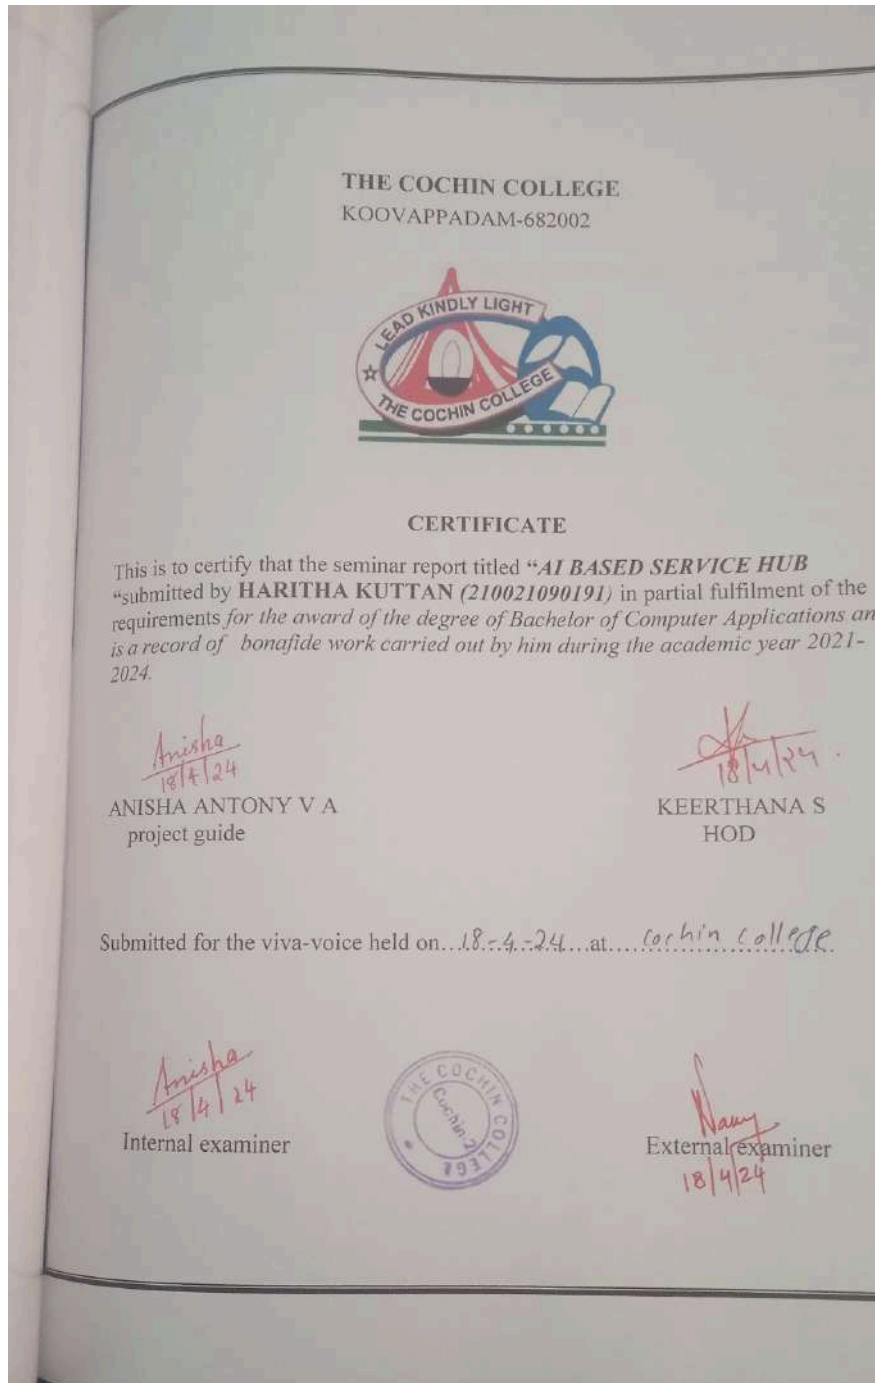 THE COCHIN COLLEGE
KOOVAPPADAM-682002
LEAD KINDLY LIGHT
THE COCHIN COLLEGE
CERTIFICATE
This is to certify that the seminar report titled “AI BASED SERVICE HUB
“submitted by HARITHA KUTTAN (210021090191) in partial fulfilment of the
requirements for the award of the degree of Bachelor of Computer Applications an
is a record of bonafide work carried out by him during the academic year 2021-
2024.
Anisha
18/4/24
18/4/24.
ANISHA ANTONY V A
KEERTHANA S
project guide
HOD
Submitted for the viva-voice held on...18.-4.-24...at....Cochin College
Anisha
18/4/24
THE COCHIN COLLEGE
Cochin-2
Internal examiner
External examiner
18/4/24